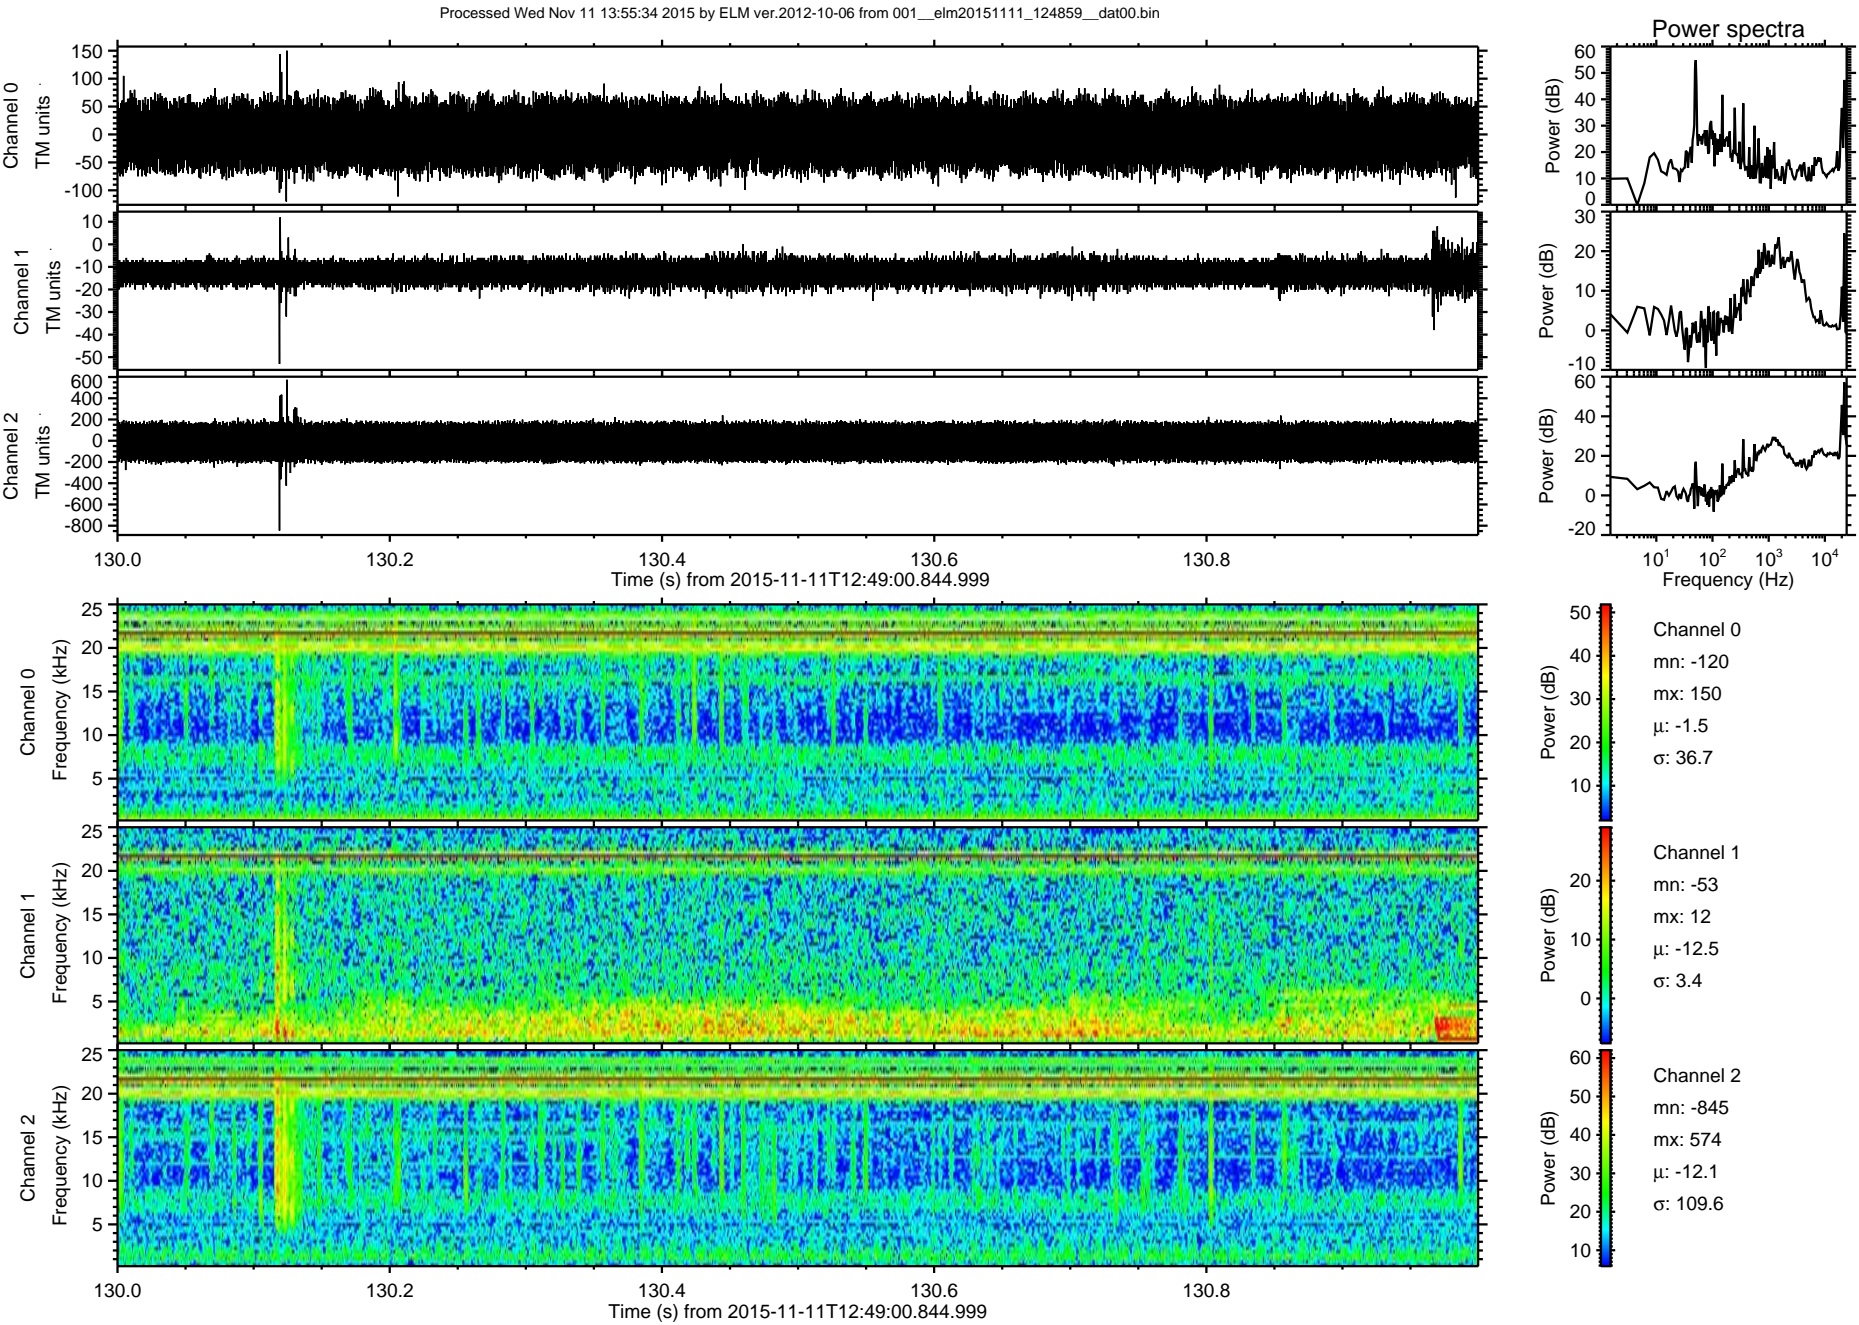 Processed Wed Nov 11 13:55:34 2015 by ELM ver.2012-10-06 from 001__elm20151111_124859__dat00.bin
Power spectra
Channel 0
TM units
150
100
50
0
-50
-100
Power (dB)
60
50
40
30
20
10
0
Channel 1
TM units
10
0
-10
-20
-30
-40
-50
Power (dB)
30
20
10
0
-10
Channel 2
TM units
600
400
200
0
-200
-400
-600
-800
Power (dB)
60
40
20
0
-20
130.0 130.2 130.4 130.6 130.8
Time (s) from 2015-11-11T12:49:00.844.999
10¹ 10² 10³ 10⁴
Frequency (Hz)
Channel 0
Frequency (kHz)
25
20
15
10
5
Power (dB)
50
40
30
20
10
Channel 0
mn: -120
mx: 150
μ: -1.5
σ: 36.7
Channel 1
Frequency (kHz)
25
20
15
10
5
Power (dB)
20
10
0
Channel 1
mn: -53
mx: 12
μ: -12.5
σ: 3.4
Channel 2
Frequency (kHz)
25
20
15
10
5
Power (dB)
60
50
40
30
20
10
Channel 2
mn: -845
mx: 574
μ: -12.1
σ: 109.6
130.0 130.2 130.4 130.6 130.8
Time (s) from 2015-11-11T12:49:00.844.999